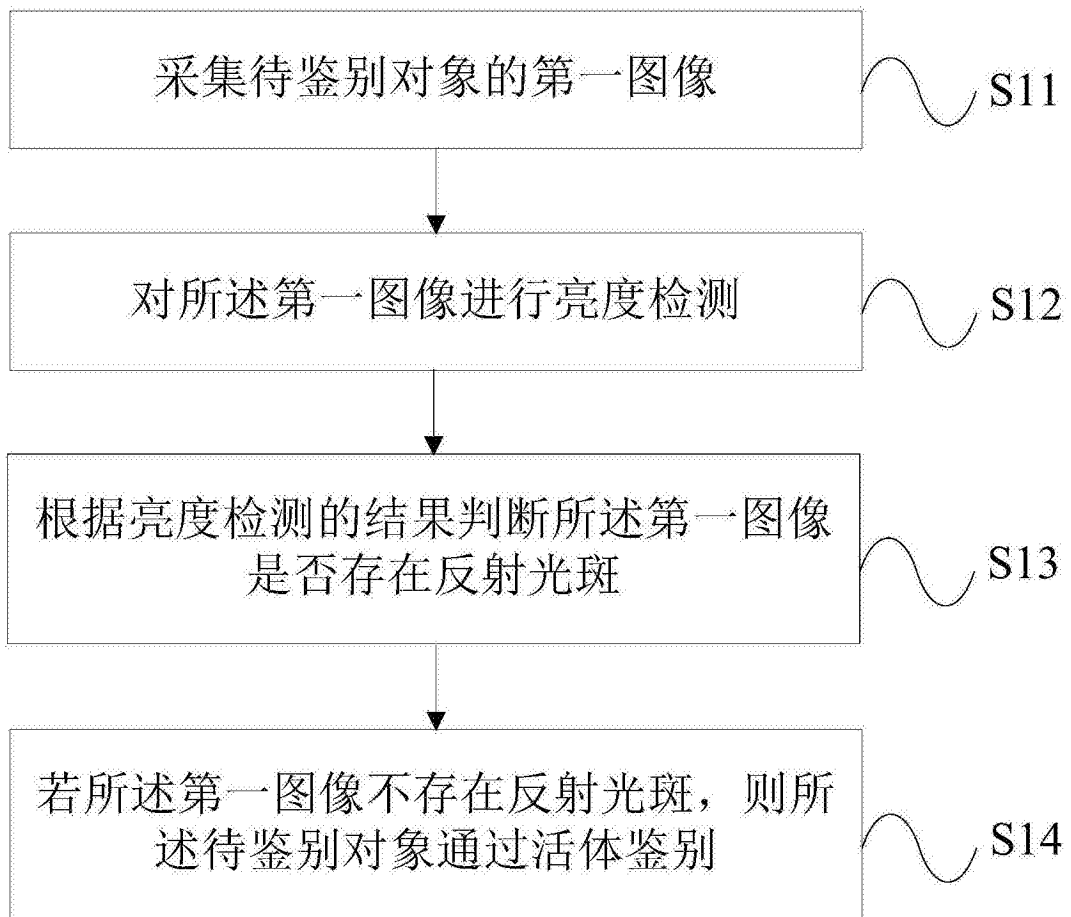 采集待鉴别对象的第一图像
S11
对所述第一图像进行亮度检测
S12
根据亮度检测的结果判断所述第一图像
是否存在反射光斑
S13
若所述第一图像不存在反射光斑，则所
述待鉴别对象通过活体鉴别
S14